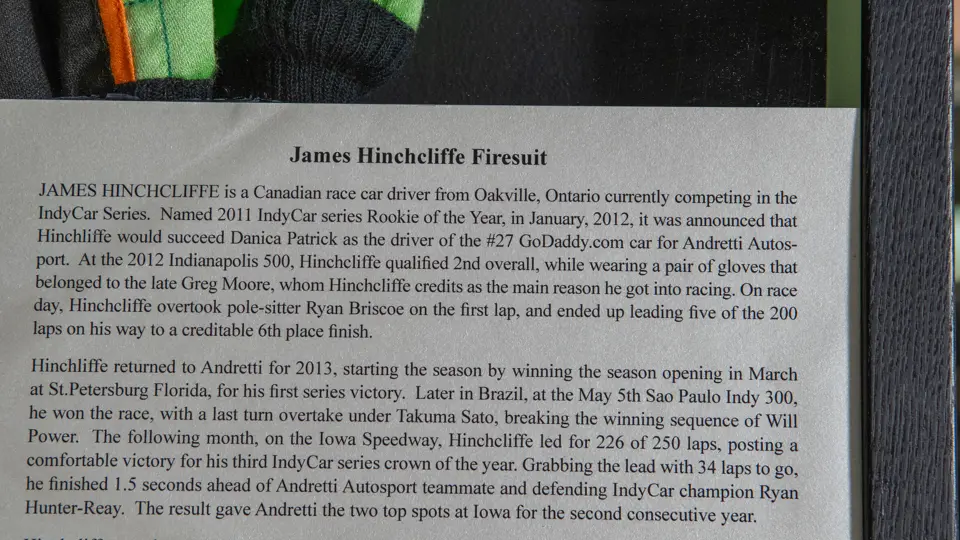 James Hinchcliffe Firesuit
JAMES HINCHCLIFFE is a Canadian race car driver from Oakville, Ontario currently competing in the
IndyCar Series. Named 2011 IndyCar series Rookie of the Year, in January, 2012, it was announced that
Hinchliffe would succeed Danica Patrick as the driver of the #27 GoDaddy.com car for Andretti Autos-
port. At the 2012 Indianapolis 500, Hinchcliffe qualified 2nd overall, while wearing a pair of gloves that
belonged to the late Greg Moore, whom Hinchcliffe credits as the main reason he got into racing. On race
day, Hinchcliffe overtook pole-sitter Ryan Briscoe on the first lap, and ended up leading five of the 200
laps on his way to a creditable 6th place finish.
Hinchliffe returned to Andretti for 2013, starting the season by winning the season opening in March
at St.Petersburg Florida, for his first series victory. Later in Brazil, at the May 5th Sao Paulo Indy 300,
he won the race, with a last turn overtake under Takuma Sato, breaking the winning sequence of Will
Power. The following month, on the Iowa Speedway, Hinchcliffe led for 226 of 250 laps, posting a
comfortable victory for his third IndyCar series crown of the year. Grabbing the lead with 34 laps to go,
he finished 1.5 seconds ahead of Andretti Autosport teammate and defending IndyCar champion Ryan
Hunter-Reay. The result gave Andretti the two top spots at Iowa for the second consecutive year.